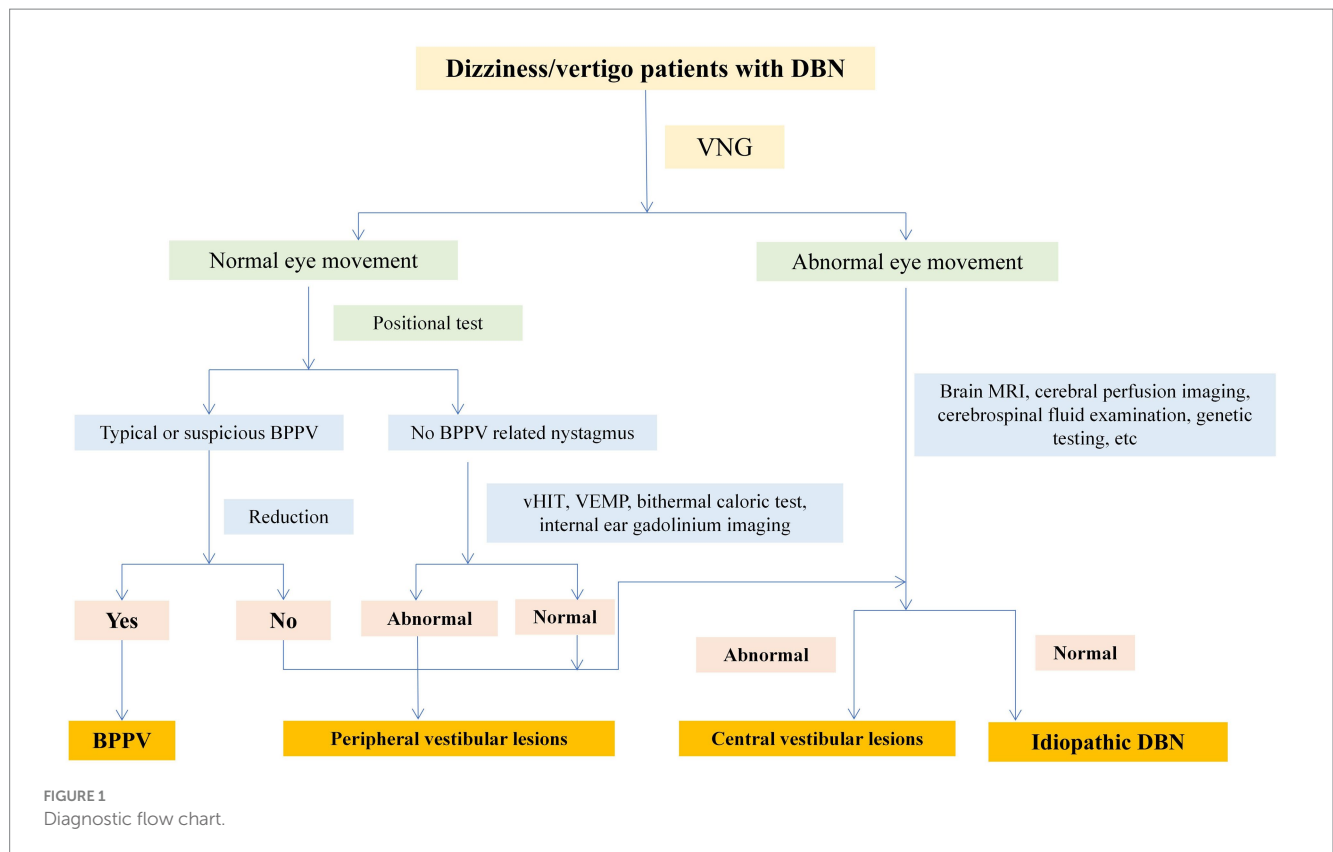 Dizziness/vertigo patients with DBN
VNG
Normal eye movement
Abnormal eye movement
Positional test
Typical or suspicious BPPV
No BPPV related nystagmus
Brain MRI, cerebral perfusion imaging,
cerebrospinal fluid examination, genetic
testing, etc
Reduction
vHIT, VEMP, bithermal caloric test,
internal ear gadolinium imaging
Yes
No
Abnormal
Normal
Abnormal
Normal
BPPV
Peripheral vestibular lesions
Central vestibular lesions
Idiopathic DBN
FIGURE 1
Diagnostic flow chart.